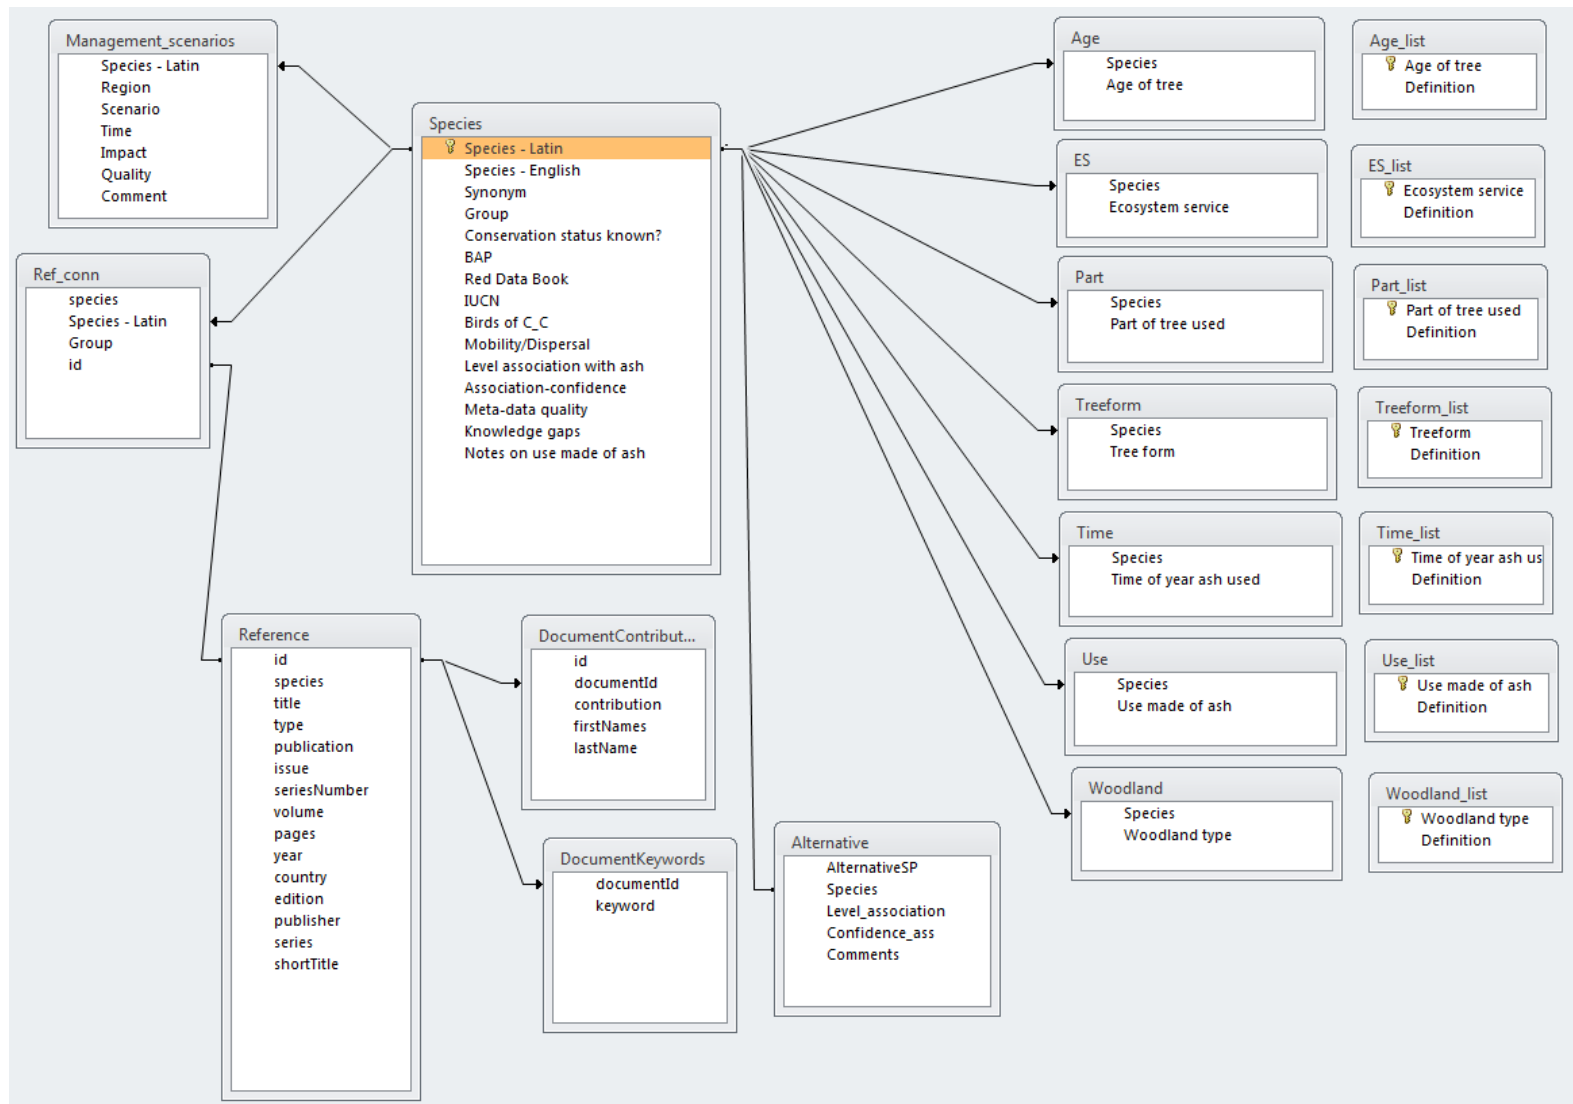 Management_scenarios
Species - Latin
Region
Scenario
Time
Impact
Quality
Comment
Ref_conn
species
Species - Latin
Group
id
Species
Species - Latin
Species - English
Synonym
Group
Conservation status known?
BAP
Red Data Book
IUCN
Birds of C_C
Mobility/Dispersal
Level association with ash
Association-confidence
Meta-data quality
Knowledge gaps
Notes on use made of ash
Reference
id
species
title
type
publication
issue
seriesNumber
volume
pages
year
country
edition
publisher
series
shortTitle
DocumentContribut...
id
documentId
contribution
firstNames
lastName
DocumentKeywords
documentId
keyword
Alternative
AlternativeSP
Species
Level_association
Confidence_ass
Comments
Age
Species
Age of tree
Age_list
Age of tree
Definition
ES
Species
Ecosystem service
ES_list
Ecosystem service
Definition
Part
Species
Part of tree used
Part_list
Part of tree used
Definition
Treeform
Species
Tree form
Treeform_list
Treeform
Definition
Time
Species
Time of year ash used
Time_list
Time of year ash us
Definition
Use
Species
Use made of ash
Use_list
Use made of ash
Definition
Woodland
Species
Woodland type
Woodland_list
Woodland type
Definition